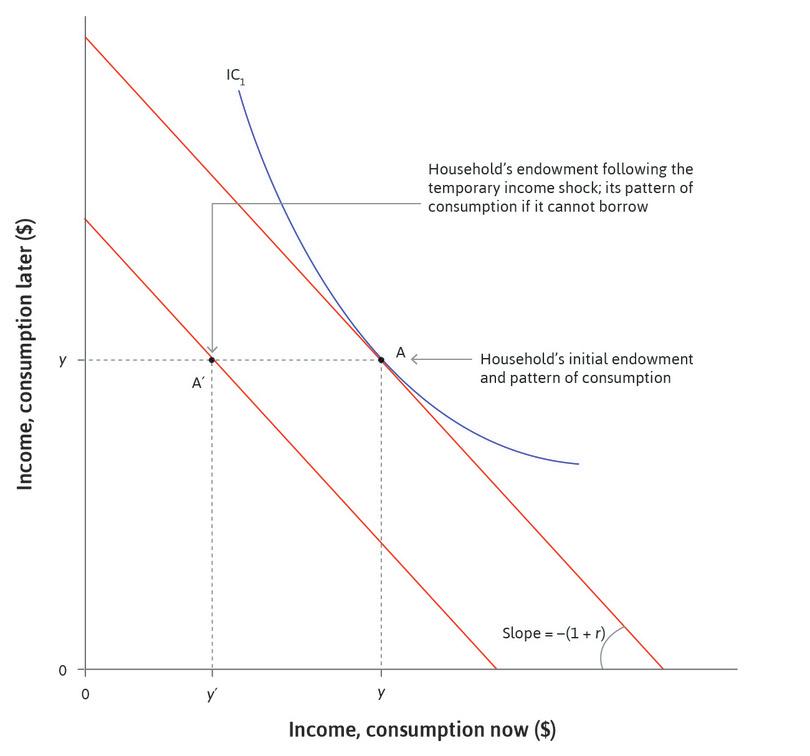 IC1
Household’s endowment following the
temporary income shock; its pattern of
consumption if it cannot borrow
Income, consumption later ($)
y
A
Household’s initial endowment
and pattern of consumption
A′
Slope = –(1 + r)
0
0
y′
y
Income, consumption now ($)